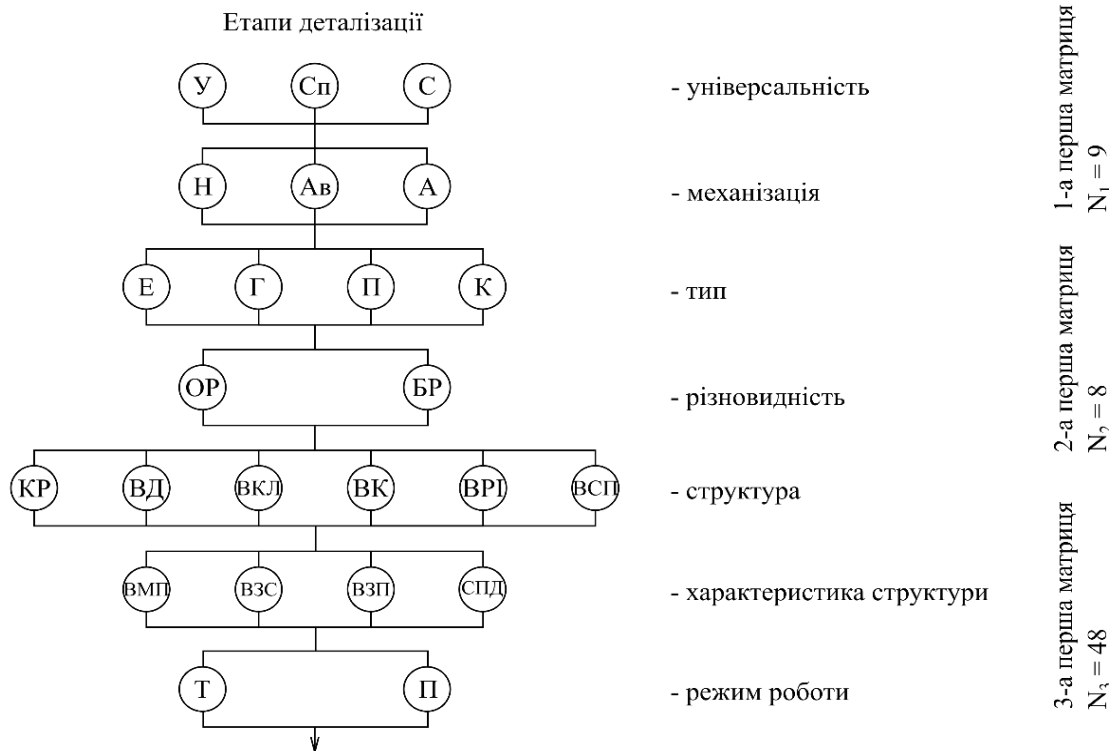 Етапи деталізації
У Сп С - універсальність
Н Ав А - механізація
Е Г П К - тип
ОР БР - різновидність
КР ВД ВКЛ ВК ВРІ ВСП - структура
ВМП ВЗС ВЗП СПД - характеристика структури
Т П - режим роботи
1-а перша матриця
N₁ = 9
2-а перша матриця
N₂ = 8
3-а перша матриця
N₃ = 48